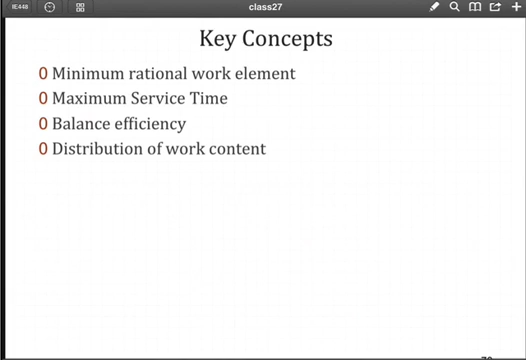 IE448
class27
Key Concepts
0 Minimum rational work element
0 Maximum Service Time
0 Balance efficiency
0 Distribution of work content